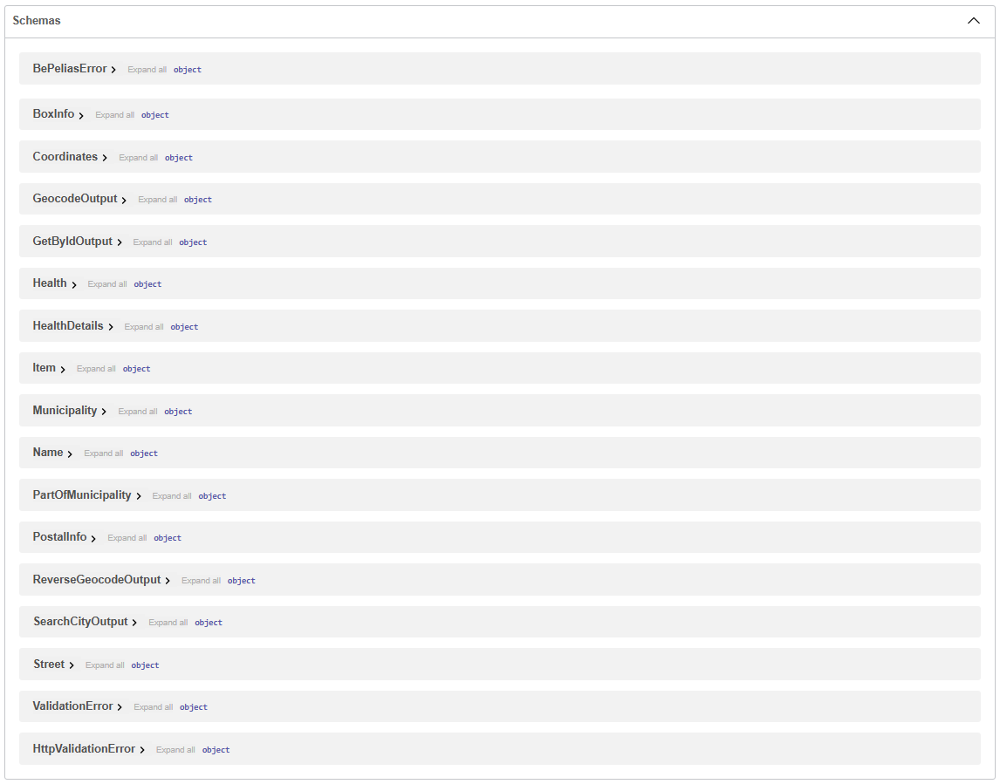 Schemas
BePeliasError Expand all object
BoxInfo Expand all object
Coordinates Expand all object
GeocodeOutput Expand all object
GetByIdOutput Expand all object
Health Expand all object
HealthDetails Expand all object
Item Expand all object
Municipality Expand all object
Name Expand all object
PartOfMunicipality Expand all object
PostalInfo Expand all object
ReverseGeocodeOutput Expand all object
SearchCityOutput Expand all object
Street Expand all object
ValidationError Expand all object
HttpValidationError Expand all object